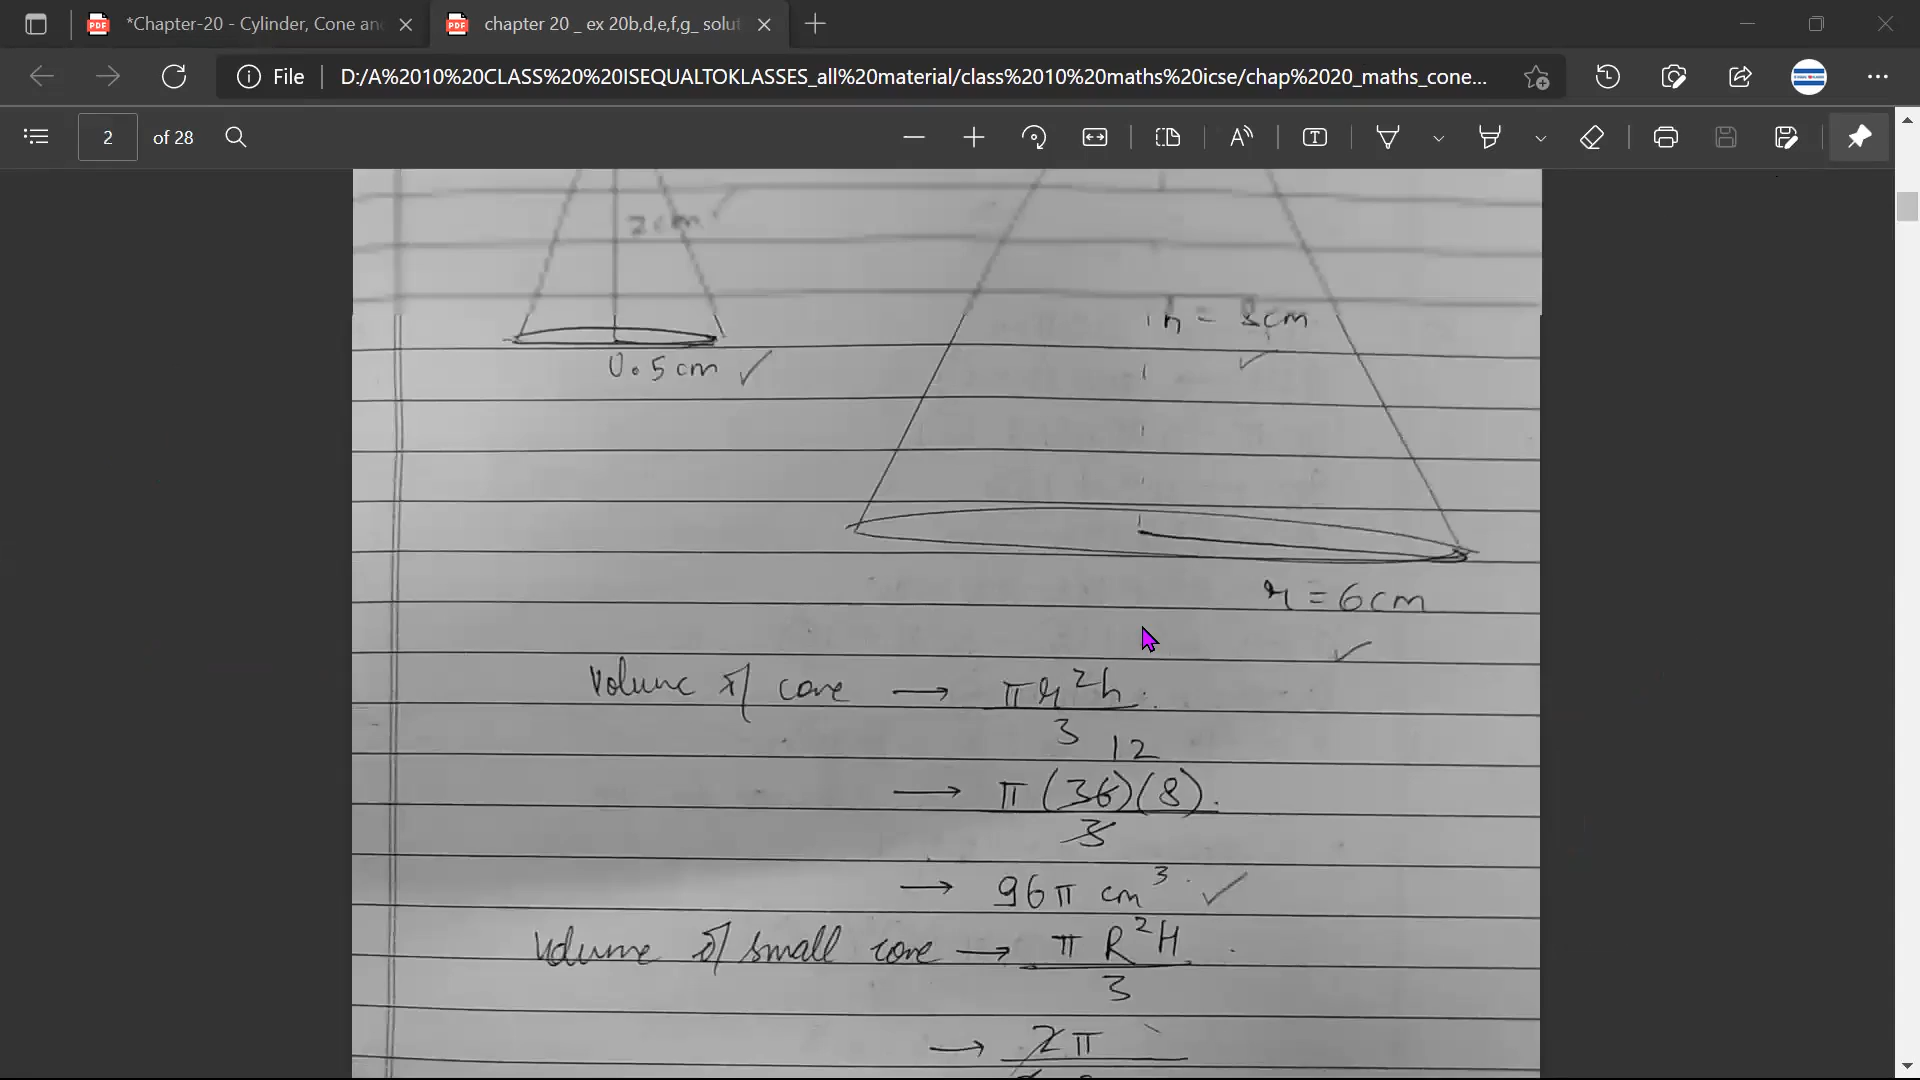 *Chapter-20 - Cylinder, Cone an
chapter 20 _ ex 20b,d,e,f,g_ solut
File
D:/A%2010%20CLASS%20%20ISEQUALTOKLASSES_all%20material/class%2010%20maths%20icse/chap%2020_maths_cone...
2 of 28
2cm
h = 8cm
0.5cm ✓
r = 6cm
Volume of cone → πr²h
3
12
→ π(36)(8)
3
→ 96π cm³ ✓
Volume of small cone → πR²H
3
→ 2π